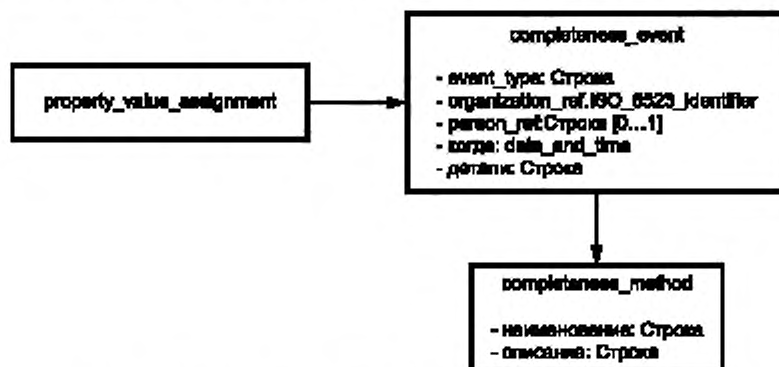 completeness_event
property_value_assignment
- event_type: Строка
- organization_ref:ISO_6523_identifier
- person_ref:Строка [0...1]
- когда: date_and_time
- детали: Строка
completeness_method
- наименование: Строка
- описание: Строка